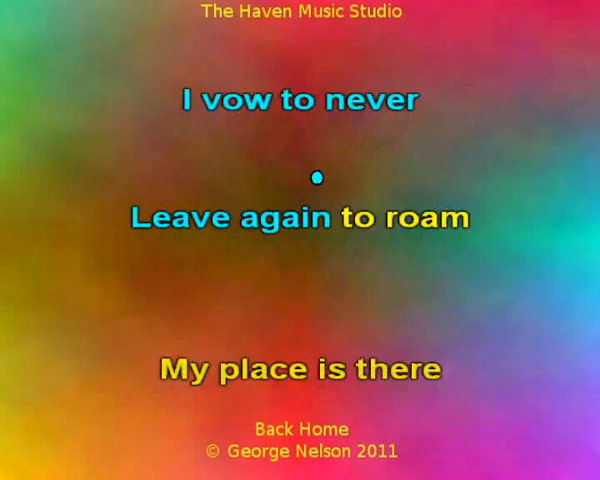 The Haven Music Studio
I vow to never
Leave again to roam
My place is there
Back Home
© George Nelson 2011